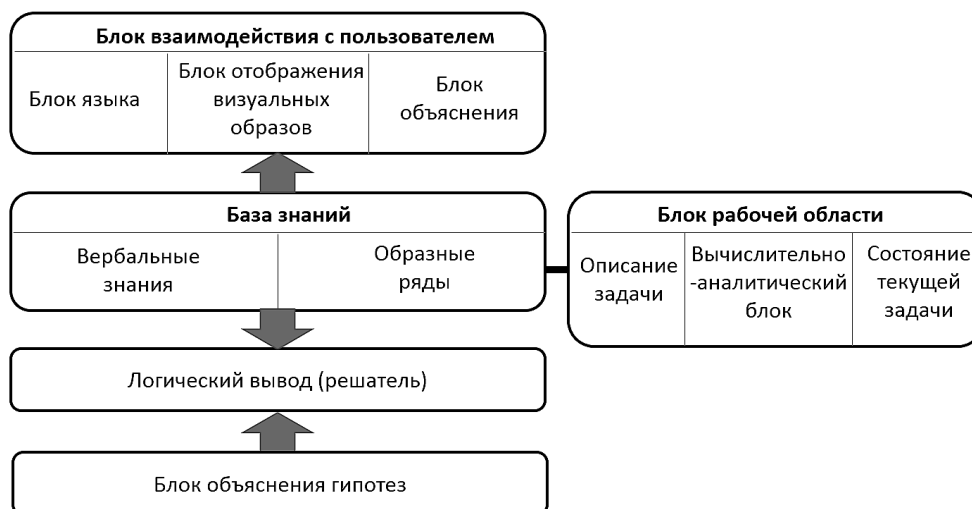 Блок взаимодействия с пользователем
Блок языка
Блок отображения
визуальных
образов
Блок
объяснения
База знаний
Вербальные
знания
Образные
ряды
Блок рабочей области
Описание
задачи
Вычислительно
-аналитический
блок
Состояние
текущей
задачи
Логический вывод (решатель)
Блок объяснения гипотез